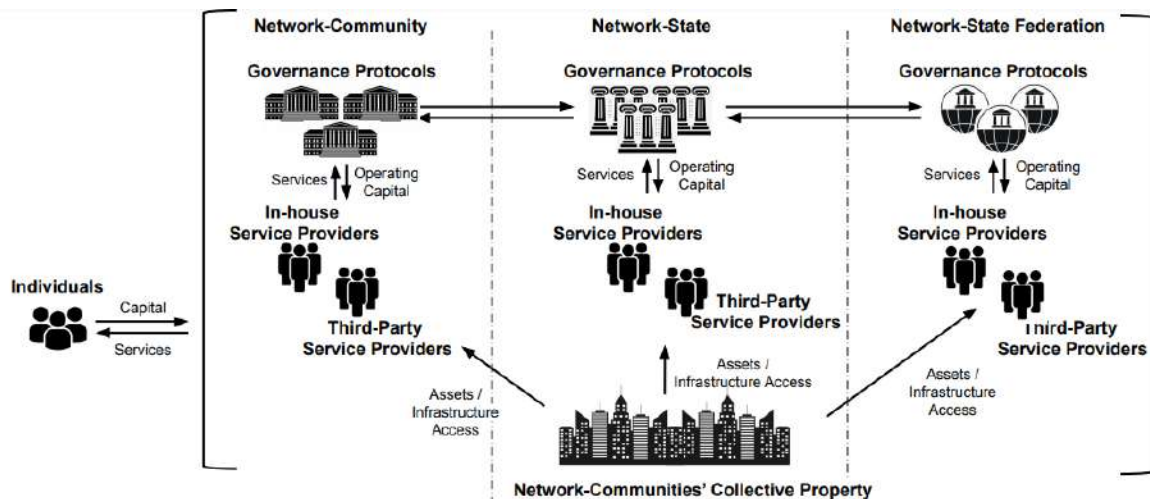 Network-Community
Network-State
Network-State Federation
Governance Protocols
Governance Protocols
Governance Protocols
Services
Operating
Capital
Services
Operating
Capital
Services
Operating
Capital
In-house
Service Providers
In-house
Service Providers
In-house
Service Providers
Individuals
Capital
Services
Third-Party
Service Providers
Third-Party
Service Providers
Third-Party
Service Providers
Assets /
Infrastructure
Access
Assets /
Infrastructure Access
Assets /
Infrastructure
Access
Network-Communities' Collective Property